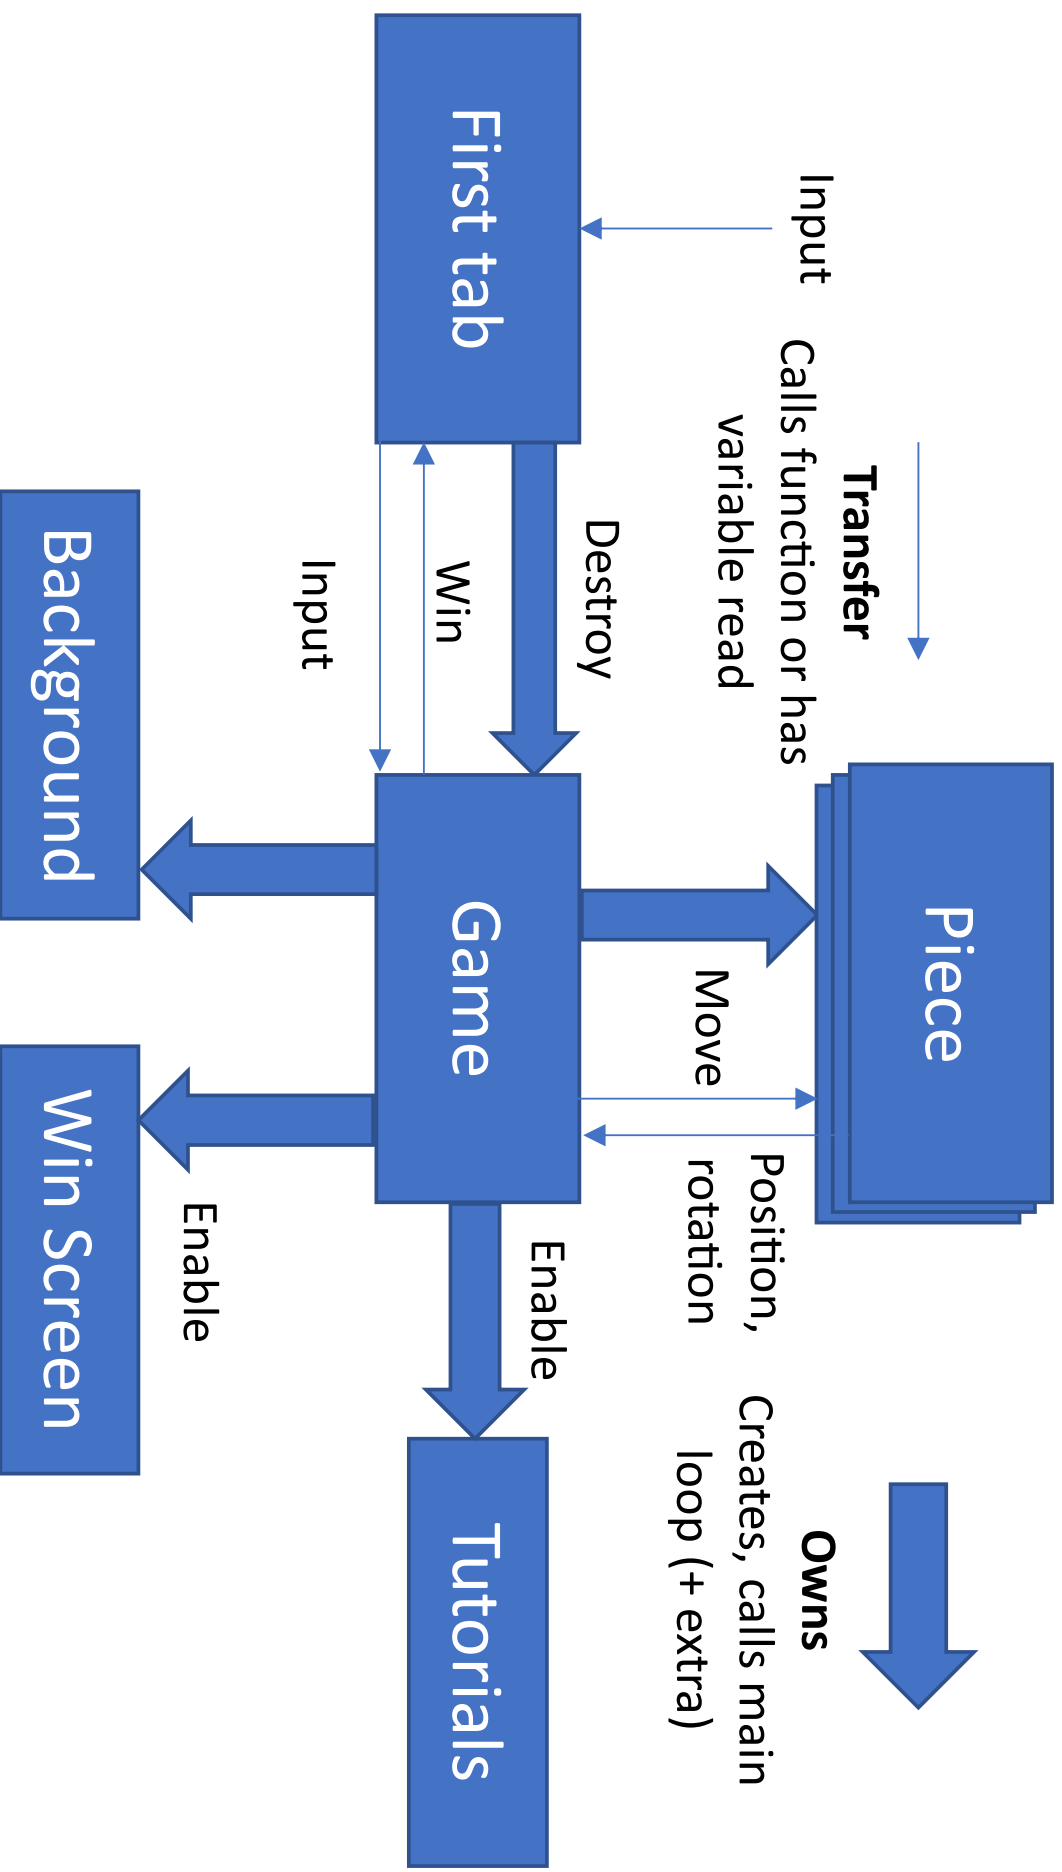 Transfer
Calls function or has
variable read
Owns
Creates, calls main
loop (+ extra)
Piece
Input
Move
Position,
rotation
Destroy
Enable
First tab
Game
Tutorials
Win
Input
Enable
Background
Win Screen